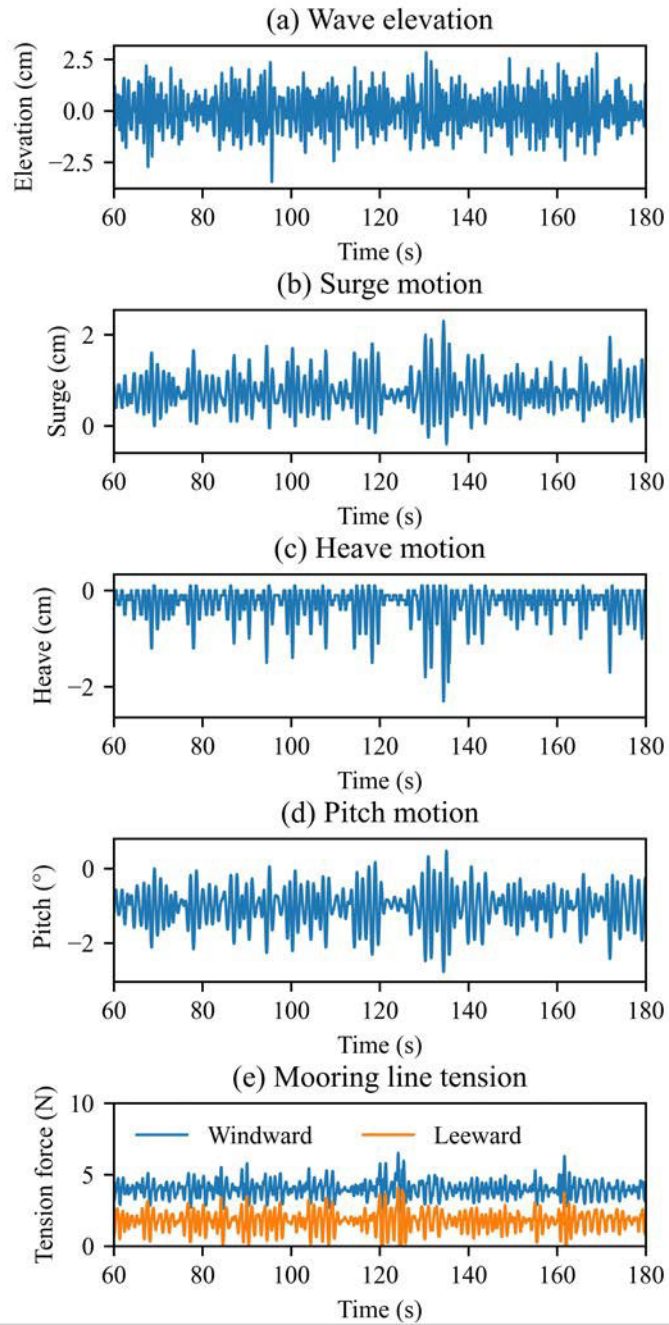 (a) Wave elevation
2.5
0.0
−2.5
Elevation (cm)
60 80 100 120 140 160 180
Time (s)
(b) Surge motion
2
0
Surge (cm)
60 80 100 120 140 160 180
Time (s)
(c) Heave motion
0
−2
Heave (cm)
60 80 100 120 140 160 180
Time (s)
(d) Pitch motion
0
−2
Pitch (°)
60 80 100 120 140 160 180
Time (s)
(e) Mooring line tension
10
5
0
Tension force (N)
Windward Leeward
60 80 100 120 140 160 180
Time (s)